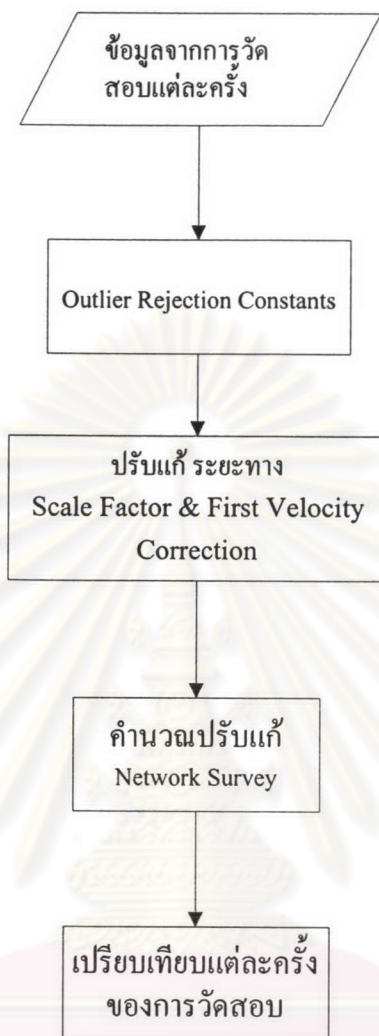 ข้อมูลจากการวัด
สอบแต่ละครั้ง
Outlier Rejection Constants
ปรับแก้ ระยะทาง
Scale Factor & First Velocity
Correction
คำนวณปรับแก้
Network Survey
เปรียบเทียบแต่ละครั้ง
ของการวัดสอบ